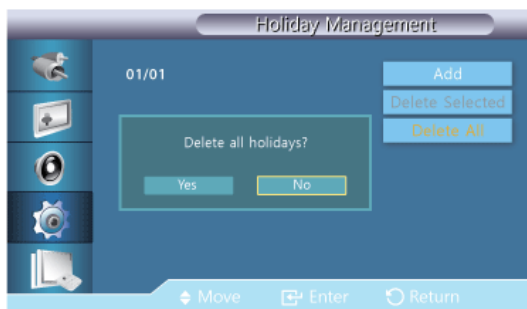 Holiday Management
01/01
Add
Delete Selected
Delete All
Delete all holidays?
Yes No
Move Enter Return